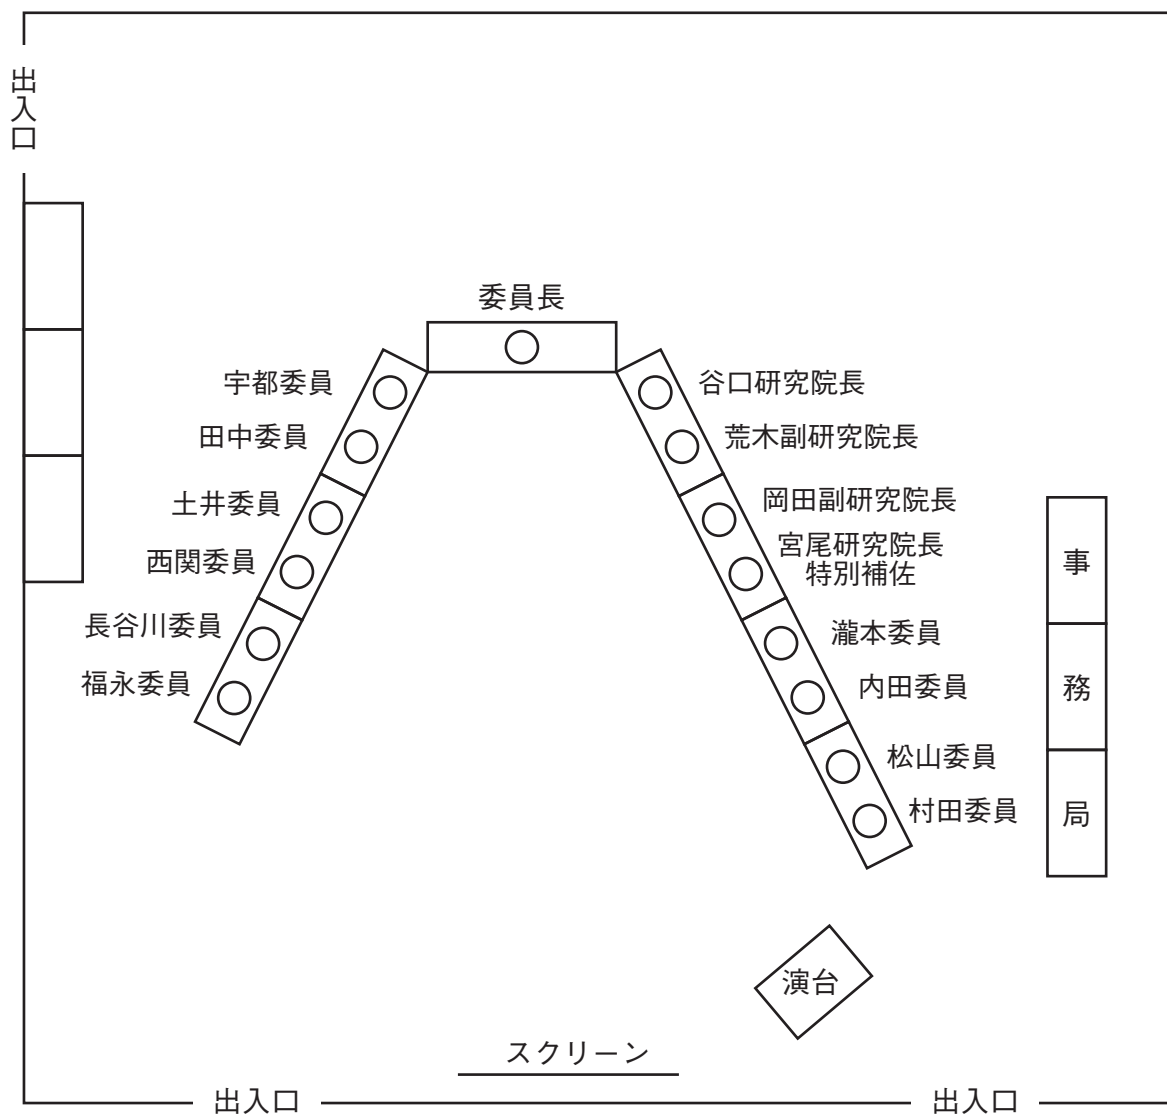 出入口
委員長
宇都委員
田中委員
土井委員
西関委員
長谷川委員
福永委員
谷口研究院長
荒木副研究院長
岡田副研究院長
宮尾研究院長
特別補佐
瀧本委員
内田委員
松山委員
村田委員
事
務
局
演台
スクリーン
出入口
出入口